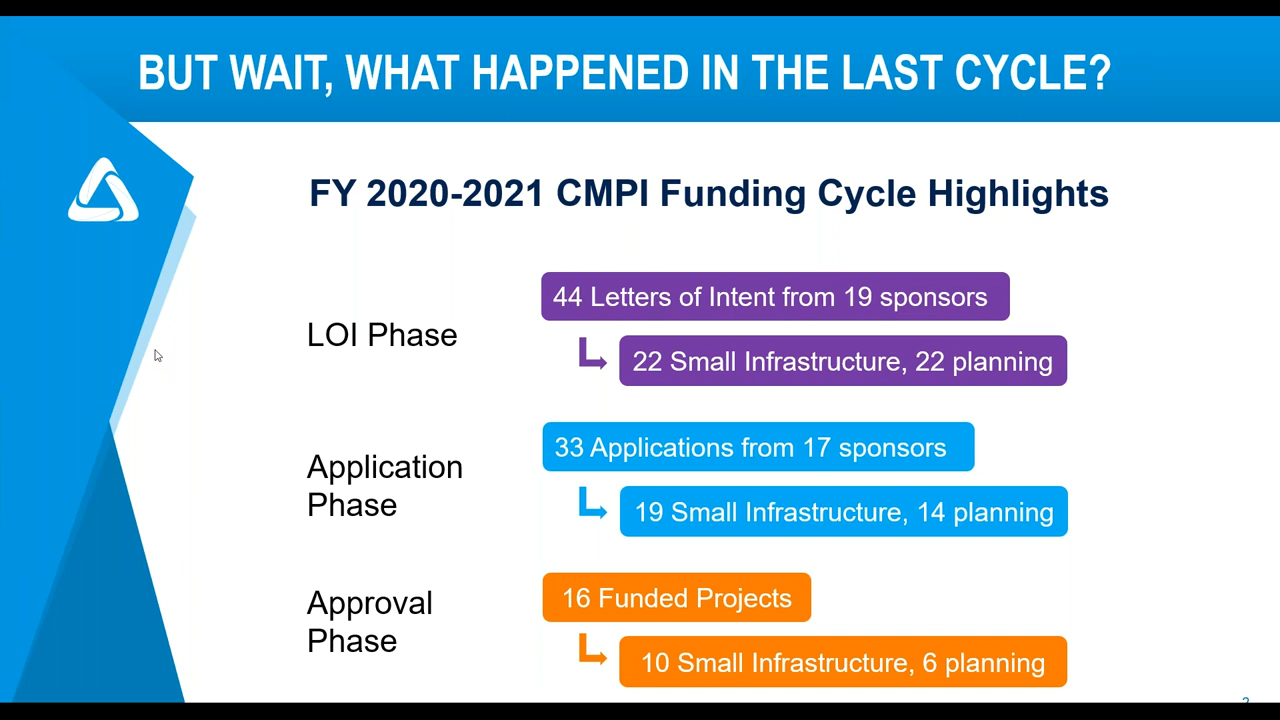 BUT WAIT, WHAT HAPPENED IN THE LAST CYCLE?
FY 2020-2021 CMPI Funding Cycle Highlights
LOI Phase
44 Letters of Intent from 19 sponsors
22 Small Infrastructure, 22 planning
Application
Phase
33 Applications from 17 sponsors
19 Small Infrastructure, 14 planning
Approval
Phase
16 Funded Projects
10 Small Infrastructure, 6 planning